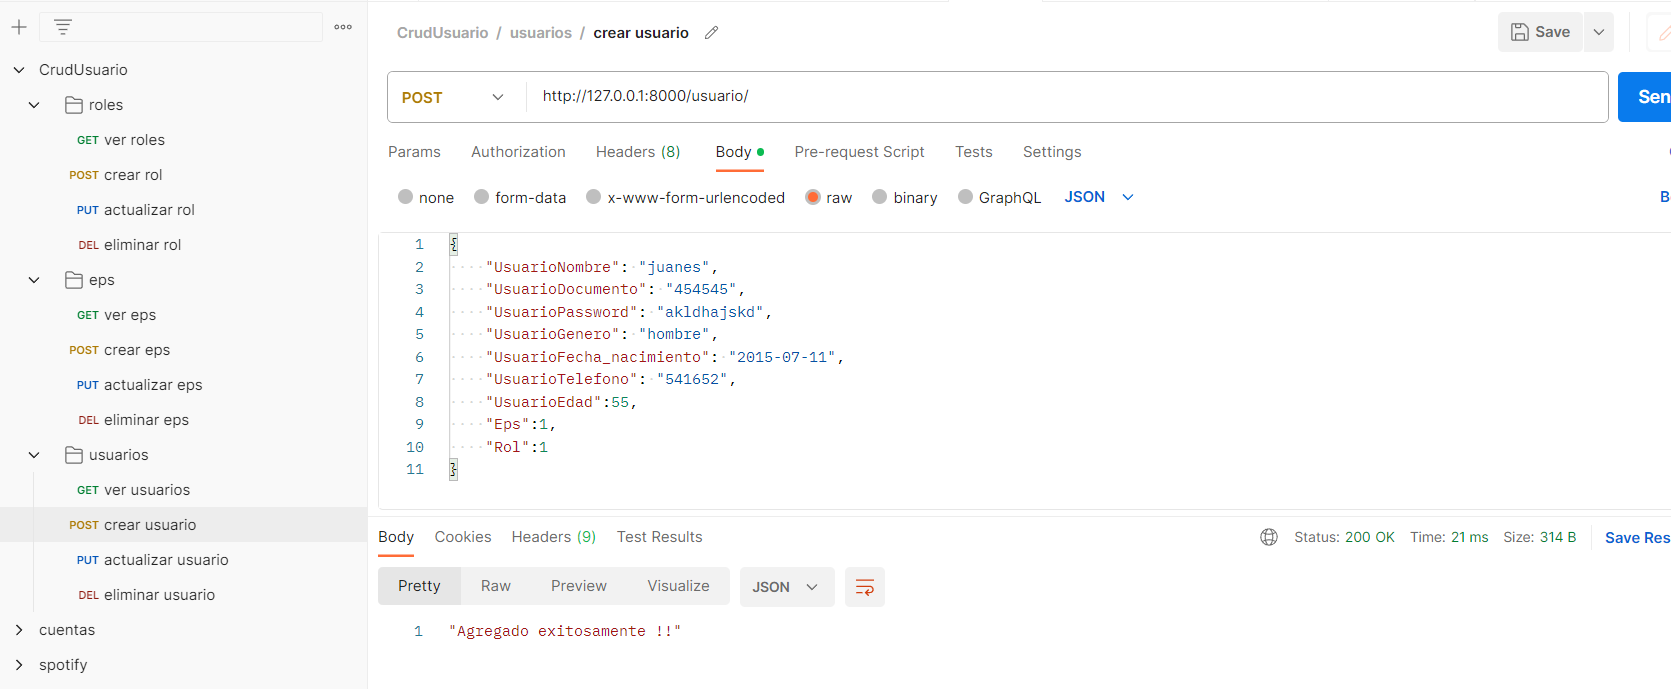 CrudUsuario
roles
GET ver roles
POST crear rol
PUT actualizar rol
DEL eliminar rol
eps
GET ver eps
POST crear eps
PUT actualizar eps
DEL eliminar eps
usuarios
GET ver usuarios
POST crear usuario
PUT actualizar usuario
DEL eliminar usuario
cuentas
spotify
CrudUsuario / usuarios / crear usuario
Save
POST http://127.0.0.1:8000/usuario/
Sen
Params Authorization Headers (8) Body Pre-request Script Tests Settings
none form-data x-www-form-urlencoded raw binary GraphQL JSON
1 {
2 "UsuarioNombre": "juanes",
3 "UsuarioDocumento": "454545",
4 "UsuarioPassword": "akldhajskd",
5 "UsuarioGenero": "hombre",
6 "UsuarioFecha_nacimiento": "2015-07-11",
7 "UsuarioTelefono": "541652",
8 "UsuarioEdad":55,
9 "Eps":1,
10 "Rol":1
11 }
Body Cookies Headers (9) Test Results Status: 200 OK Time: 21 ms Size: 314 B Save Res
Pretty Raw Preview Visualize JSON
1 "Agregado exitosamente !!"